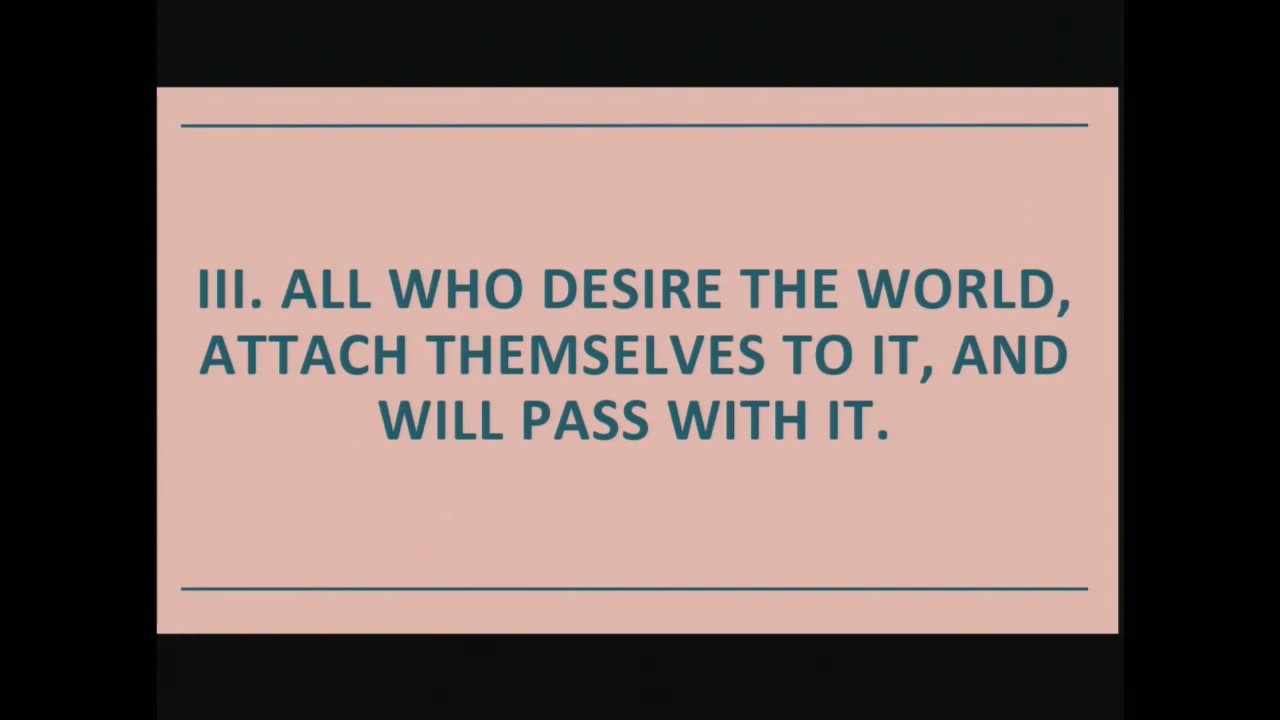 III. ALL WHO DESIRE THE WORLD,
ATTACH THEMSELVES TO IT, AND
WILL PASS WITH IT.